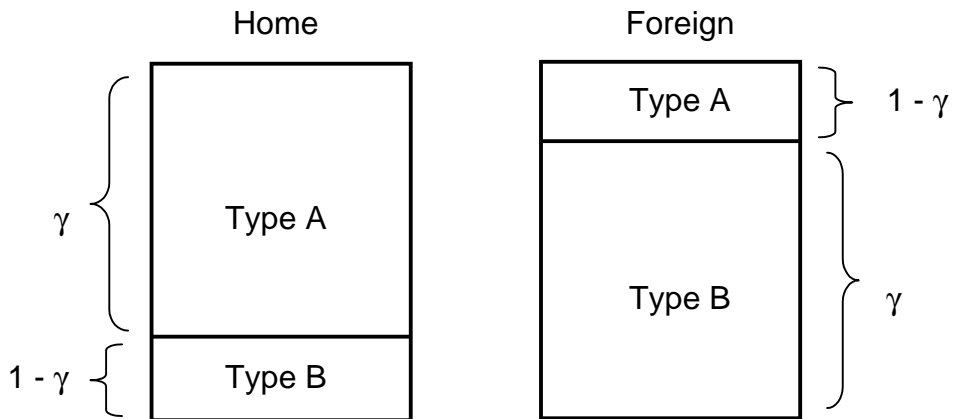 Home
Foreign
Type A
1 - γ
γ
Type A
Type B
γ
1 - γ
Type B